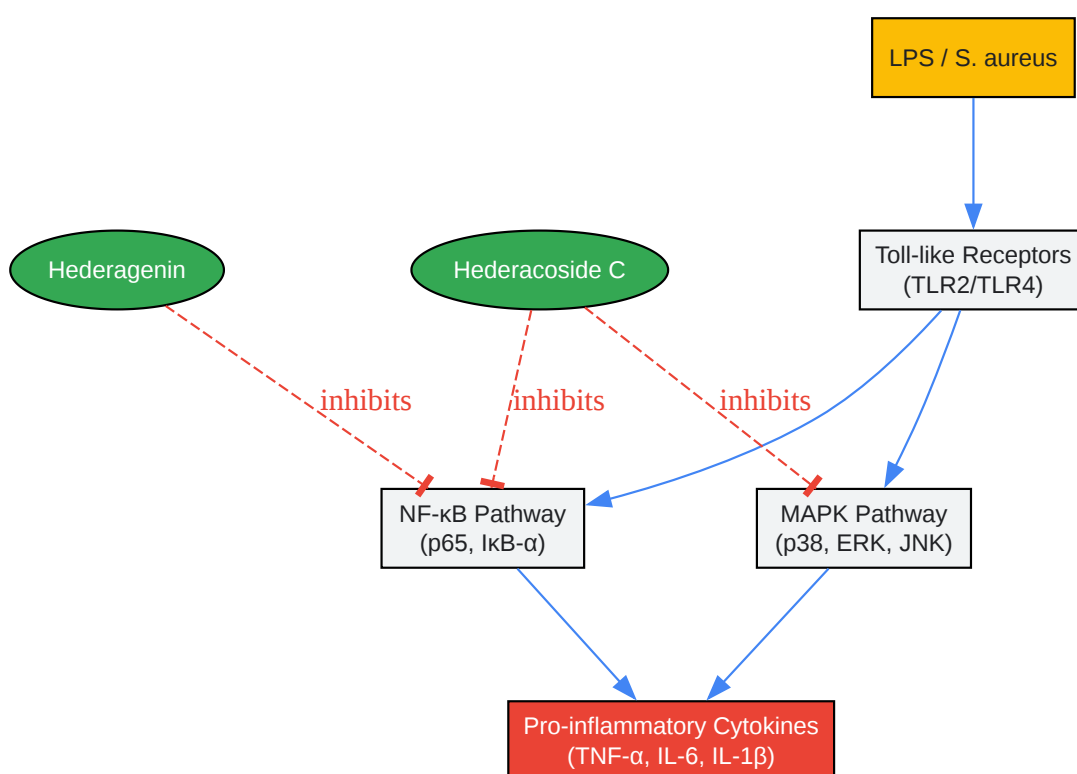 LPS / S. aureus
Hederagenin
Hederacoside C
Toll-like Receptors
(TLR2/TLR4)
inhibits
inhibits
inhibits
NF-κB Pathway
(p65, IκB-α)
MAPK Pathway
(p38, ERK, JNK)
Pro-inflammatory Cytokines
(TNF-α, IL-6, IL-1β)